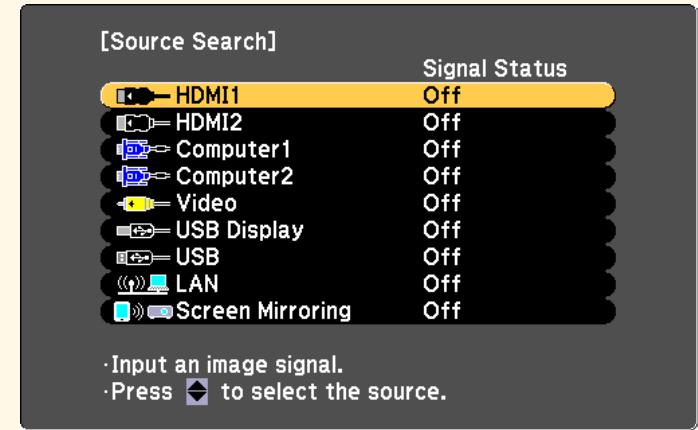 [Source Search]
Signal Status
HDMI1 Off
HDMI2 Off
Computer1 Off
Computer2 Off
Video Off
USB Display Off
USB Off
LAN Off
Screen Mirroring Off
·Input an image signal.
·Press to select the source.